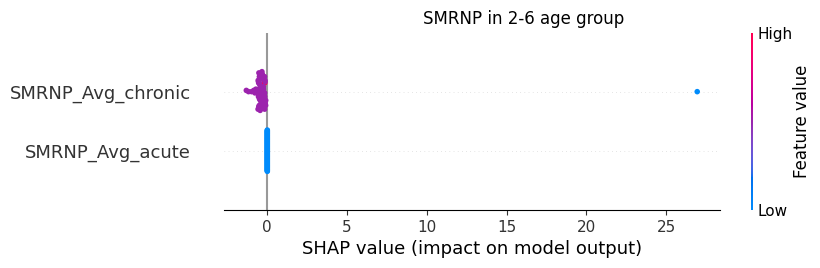 SMRNP in 2-6 age group
High
SMRNP_Avg_chronic
SMRNP_Avg_acute
Feature value
Low
0 5 10 15 20 25
SHAP value (impact on model output)